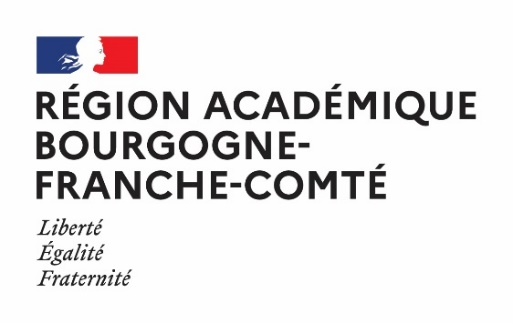 RÉGION ACADÉMIQUE
BOURGOGNE-
FRANCHE-COMTÉ
Liberté
Égalité
Fraternité